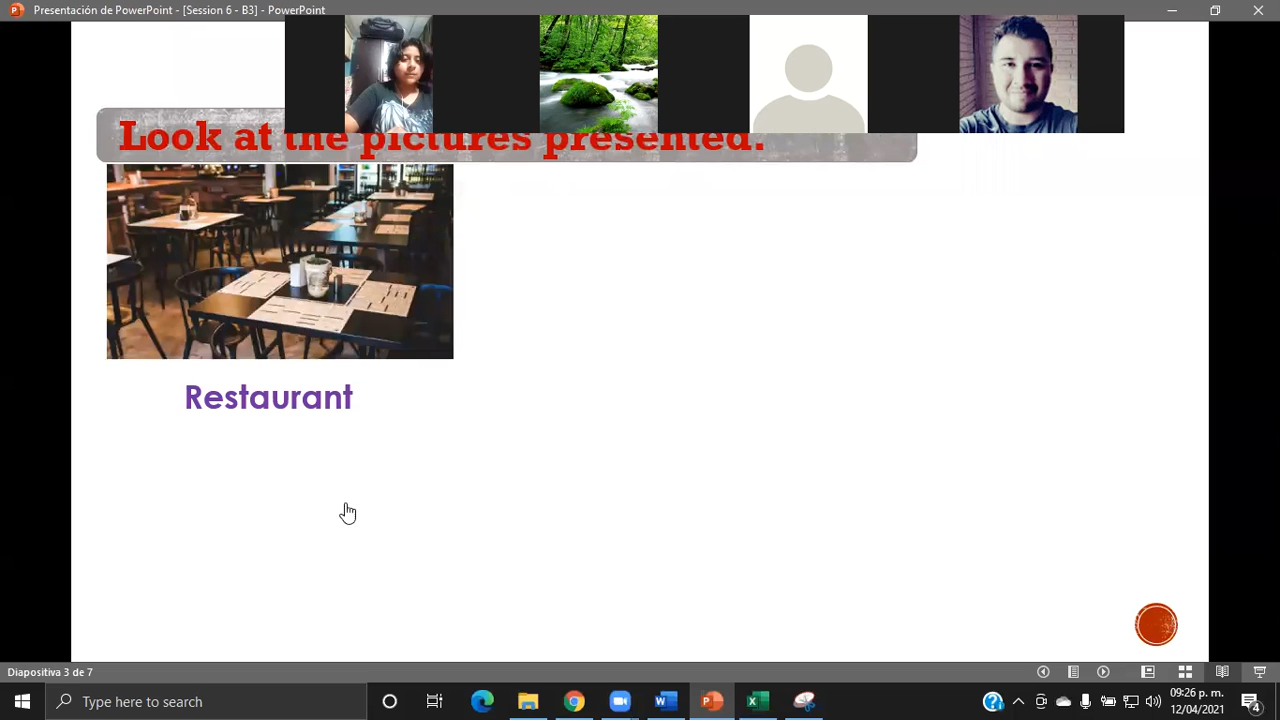 Presentación de PowerPoint - [Session 6 - B3] - PowerPoint
Look at the pictures presented.
Restaurant
Diapositiva 3 de 7
Type here to search
09:26 p. m.
12/04/2021
4